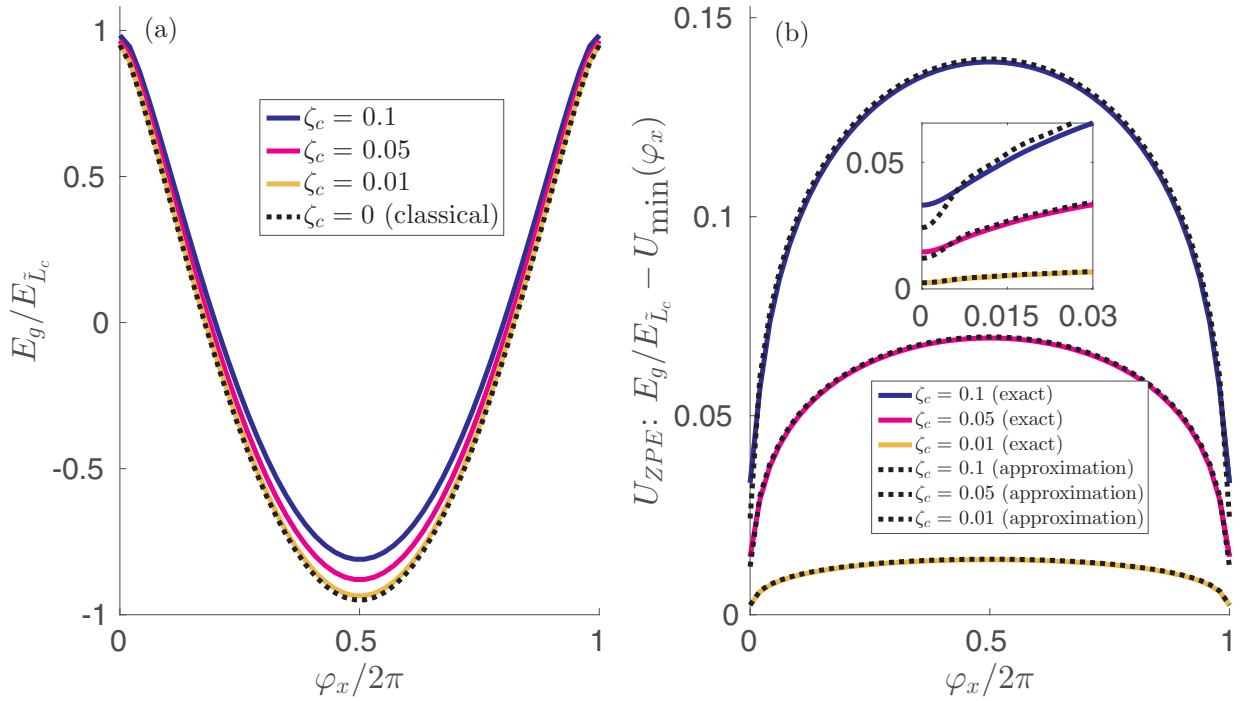 (a)
1
0.5
0
-0.5
-1
E_g/E_{L̃_c}
ζ_c = 0.1
ζ_c = 0.05
ζ_c = 0.01
ζ_c = 0 (classical)
0
0.5
1
φ_x/2π
(b)
0.15
0.1
0.05
0
U_{ZPE}: E_g/E_{L̃_c} − U_{min}(φ_x)
0.05
0
0
0.015
0.03
ζ_c = 0.1 (exact)
ζ_c = 0.05 (exact)
ζ_c = 0.01 (exact)
ζ_c = 0.1 (approximation)
ζ_c = 0.05 (approximation)
ζ_c = 0.01 (approximation)
0
0.5
1
φ_x/2π